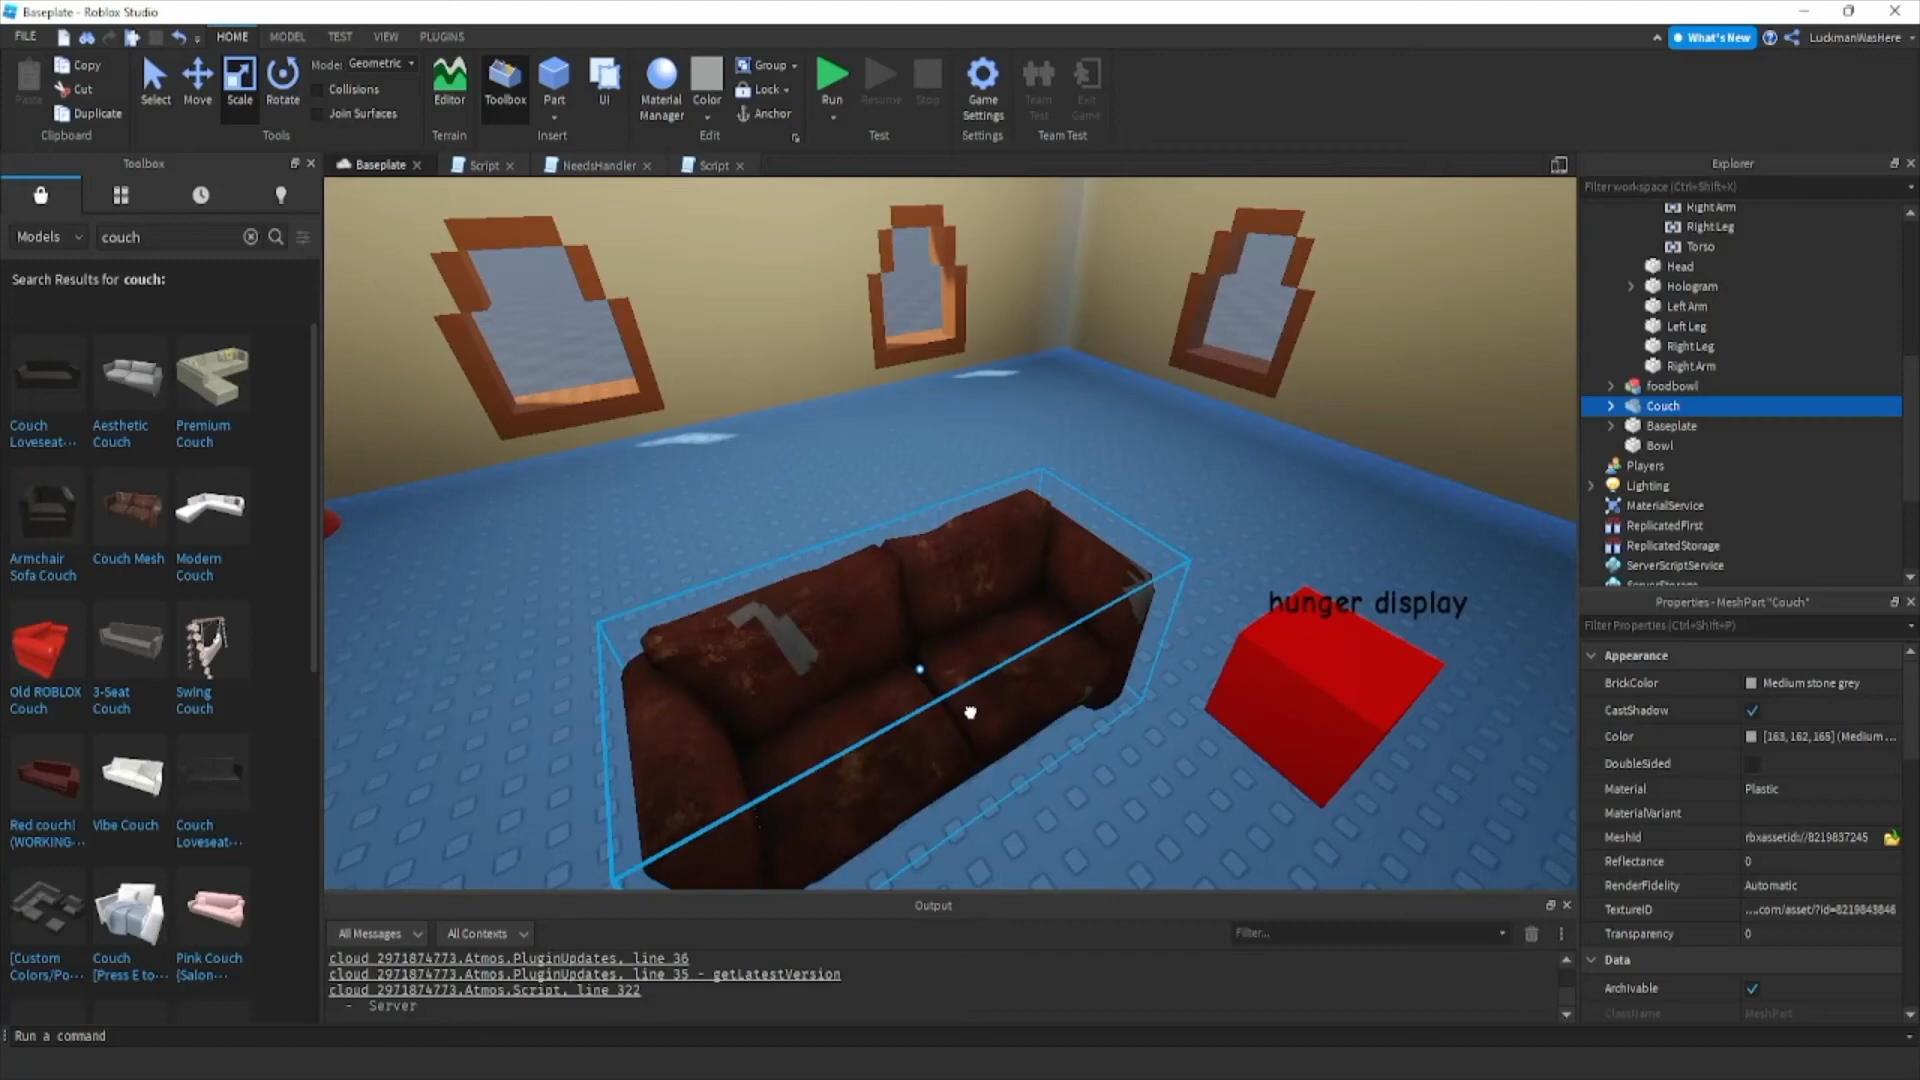 Baseplate - Roblox Studio
FILE HOME MODEL TEST VIEW PLUGINS What's New LuckmanWasHere
Copy
Cut
Paste
Duplicate
Clipboard
Select Move Scale Rotate
Mode: Geometric
Collisions
Join Surfaces
Tools
Editor
Terrain
Toolbox Part UI
Insert
Material Manager
Color
Group
Lock
Anchor
Edit
Run Resume Stop
Test
Game Settings
Settings
Team Test
Exit Game
Team Test
Toolbox
Models couch
Search Results for couch:
Couch Loveseat...
Aesthetic Couch
Premium Couch
Armchair Sofa Couch
Couch Mesh
Modern Couch
Old ROBLOX Couch
3-Seat Couch
Swing Couch
Red couch! (WORKING-...
Vibe Couch
Couch Loveseat...
[Custom Colors/Po...
Couch [Press E to...
Pink Couch {Salon...
Baseplate Script NeedsHandler Script
hunger display
Output
All Messages All Contexts Filter...
cloud_2971874773.Atmos.PluginUpdates, line 36
cloud_2971874773.Atmos.PluginUpdates, line 35 - getLatestVersion
cloud_2971874773.Atmos.Script, line 322
- Server
Run a command
Explorer
Filter workspace (Ctrl+Shift+X)
Right Arm
Right Leg
Torso
Head
Hologram
Left Arm
Left Leg
Right Leg
Right Arm
foodbowl
Couch
Baseplate
Bowl
Players
Lighting
MaterialService
ReplicatedFirst
ReplicatedStorage
ServerScriptService
ServerStorage
Properties - MeshPart "Couch"
Filter Properties (Ctrl+Shift+P)
Appearance
BrickColor Medium stone grey
CastShadow
Color [163, 162, 165] (Medium ...
DoubleSided
Material Plastic
MaterialVariant
MeshId rbxassetid://8219837245
Reflectance 0
RenderFidelity Automatic
TextureID ....com/asset/?id=8219843846
Transparency 0
Data
Archivable
ClassName MeshPart